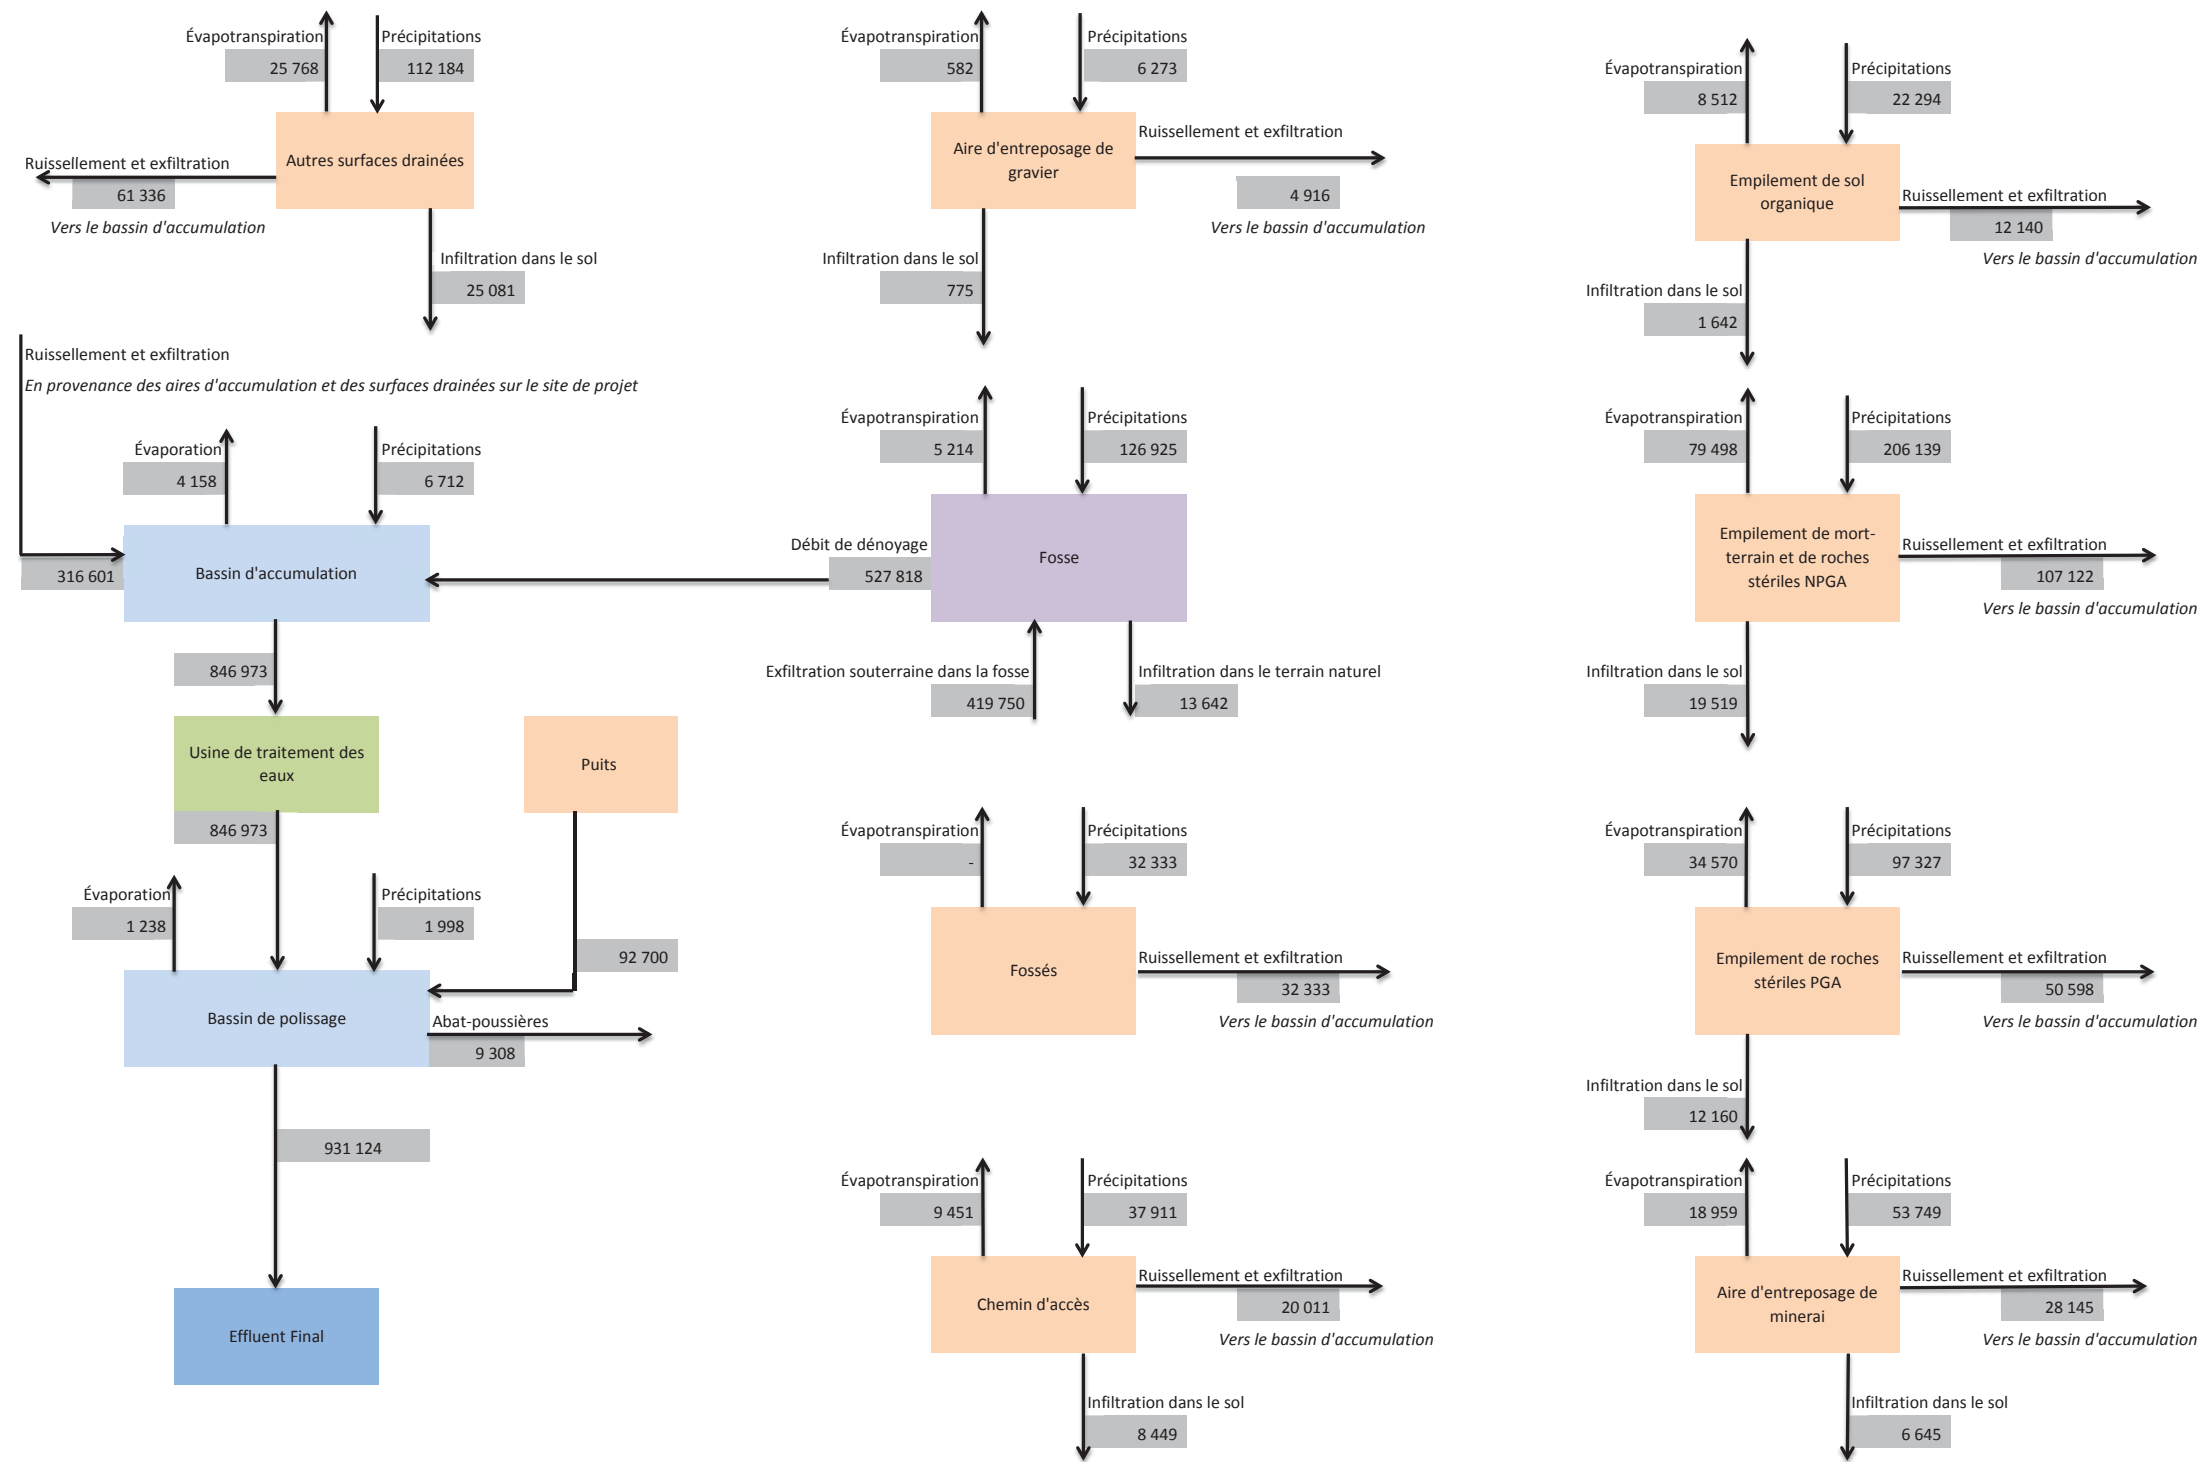 Évapotranspiration
25 768
Précipitations
112 184
Autres surfaces drainées
Ruissellement et exfiltration
61 336
Vers le bassin d'accumulation
Infiltration dans le sol
25 081
Évapotranspiration
582
Précipitations
6 273
Aire d'entreposage de
gravier
Ruissellement et exfiltration
4 916
Vers le bassin d'accumulation
Infiltration dans le sol
775
Évapotranspiration
8 512
Précipitations
22 294
Empilement de sol
organique
Ruissellement et exfiltration
12 140
Vers le bassin d'accumulation
Infiltration dans le sol
1 642
Ruissellement et exfiltration
En provenance des aires d'accumulation et des surfaces drainées sur le site de projet
Évaporation
4 158
Précipitations
6 712
316 601
Bassin d'accumulation
Évapotranspiration
5 214
Précipitations
126 925
Débit de dénoyage
527 818
Fosse
Exfiltration souterraine dans la fosse
419 750
Infiltration dans le terrain naturel
13 642
Évapotranspiration
79 498
Précipitations
206 139
Empilement de mort-
terrain et de roches
stériles NPGA
Ruissellement et exfiltration
107 122
Vers le bassin d'accumulation
Infiltration dans le sol
19 519
846 973
Usine de traitement des
eaux
846 973
Puits
92 700
Évaporation
1 238
Précipitations
1 998
Bassin de polissage
Abat-poussières
9 308
931 124
Effluent Final
Évapotranspiration
-
Précipitations
32 333
Fossés
Ruissellement et exfiltration
32 333
Vers le bassin d'accumulation
Évapotranspiration
34 570
Précipitations
97 327
Empilement de roches
stériles PGA
Ruissellement et exfiltration
50 598
Vers le bassin d'accumulation
Infiltration dans le sol
12 160
Évapotranspiration
9 451
Précipitations
37 911
Chemin d'accès
Ruissellement et exfiltration
20 011
Vers le bassin d'accumulation
Infiltration dans le sol
8 449
Évapotranspiration
18 959
Précipitations
53 749
Aire d'entreposage de
minerai
Ruissellement et exfiltration
28 145
Vers le bassin d'accumulation
Infiltration dans le sol
6 645